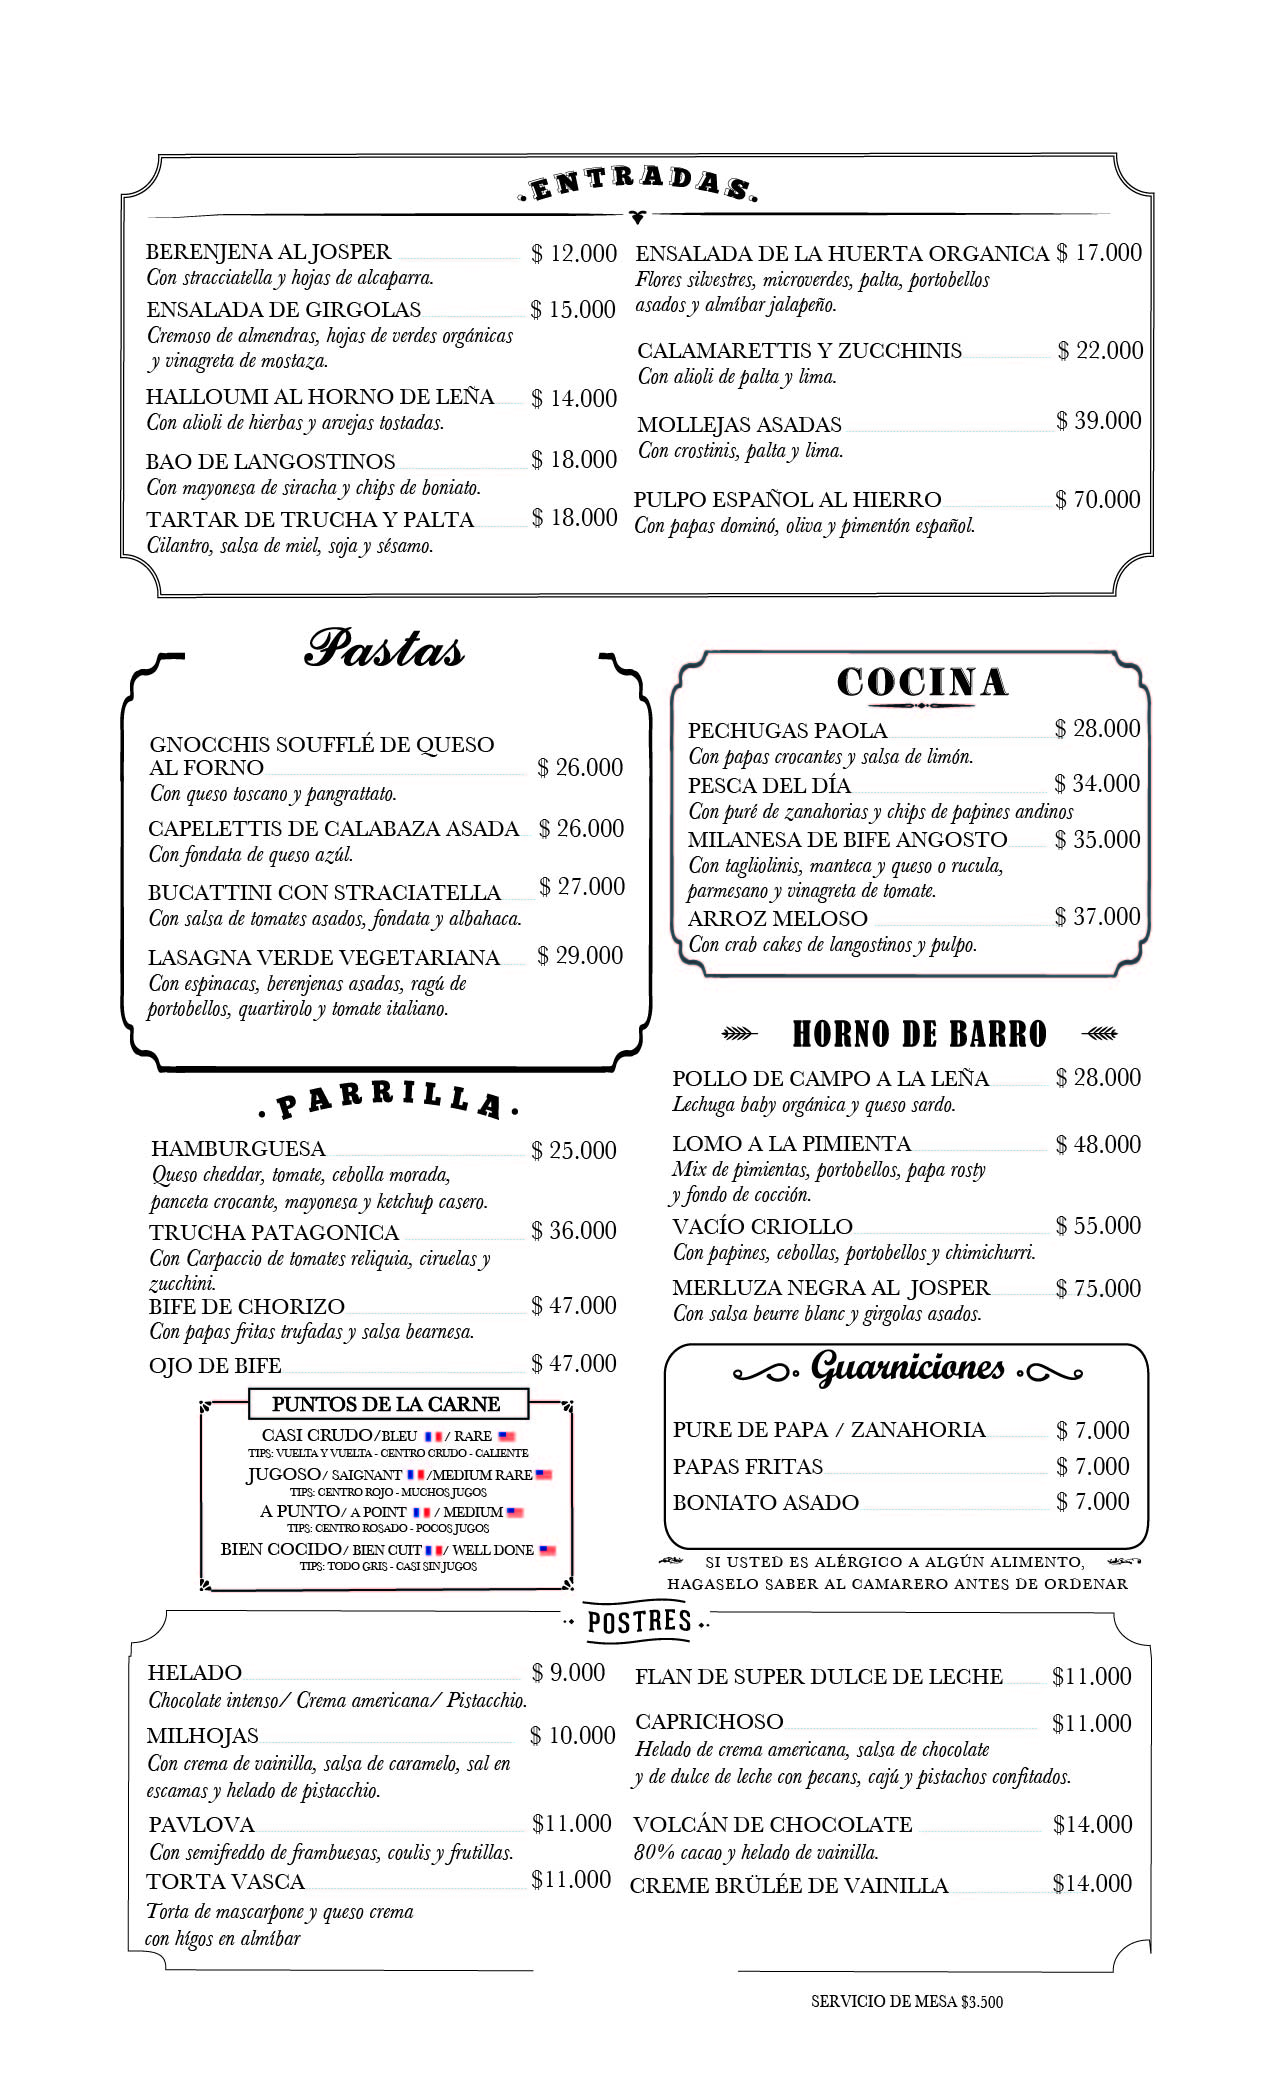 ENTRADAS
BERENJENA AL JOSPER $ 12.000
Con stracciatella y hojas de alcaparra.
ENSALADA DE GIRGOLAS $ 15.000
Cremoso de almendras, hojas de verdes orgánicas
y vinagreta de mostaza.
HALLOUMI AL HORNO DE LEÑA $ 14.000
Con alioli de hierbas y arvejas tostadas.
BAO DE LANGOSTINOS $ 18.000
Con mayonesa de siracha y chips de boniato.
TARTAR DE TRUCHA Y PALTA $ 18.000
Cilantro, salsa de miel, soja y sésamo.
ENSALADA DE LA HUERTA ORGANICA $ 17.000
Flores silvestres, microverdes, palta, portobellos
asados y almíbar jalapeño.
CALAMARETTIS Y ZUCCHINIS $ 22.000
Con alioli de palta y lima.
MOLLEJAS ASADAS $ 39.000
Con crostinis, palta y lima.
PULPO ESPAÑOL AL HIERRO $ 70.000
Con papas dominó, oliva y pimentón español.
Pastas
GNOCCHIS SOUFFLÉ DE QUESO
AL FORNO $ 26.000
Con queso toscano y pangrattato.
CAPELETTIS DE CALABAZA ASADA $ 26.000
Con fondata de queso azúl.
BUCATTINI CON STRACIATELLA $ 27.000
Con salsa de tomates asados, fondata y albahaca.
LASAGNA VERDE VEGETARIANA $ 29.000
Con espinacas, berenjenas asadas, ragú de
portobellos, quartirolo y tomate italiano.
COCINA
PECHUGAS PAOLA $ 28.000
Con papas crocantes y salsa de limón.
PESCA DEL DÍA $ 34.000
Con puré de zanahorias y chips de papines andinos
MILANESA DE BIFE ANGOSTO $ 35.000
Con tagliolinis, manteca y queso o rucula,
parmesano y vinagreta de tomate.
ARROZ MELOSO $ 37.000
Con crab cakes de langostinos y pulpo.
PARRILLA
HAMBURGUESA $ 25.000
Queso cheddar, tomate, cebolla morada,
panceta crocante, mayonesa y ketchup casero.
TRUCHA PATAGONICA $ 36.000
Con Carpaccio de tomates reliquia, ciruelas y
zucchini.
BIFE DE CHORIZO $ 47.000
Con papas fritas trufadas y salsa bearnesa.
OJO DE BIFE $ 47.000
PUNTOS DE LA CARNE
CASI CRUDO/BLEU / RARE
TIPS: VUELTA Y VUELTA - CENTRO CRUDO - CALIENTE
JUGOSO/ SAIGNANT /MEDIUM RARE
TIPS: CENTRO ROJO - MUCHOS JUGOS
A PUNTO/ A POINT / MEDIUM
TIPS: CENTRO ROSADO - POCOS JUGOS
BIEN COCIDO/ BIEN CUIT / WELL DONE
TIPS: TODO GRIS - CASI SIN JUGOS
HORNO DE BARRO
POLLO DE CAMPO A LA LEÑA $ 28.000
Lechuga baby orgánica y queso sardo.
LOMO A LA PIMIENTA $ 48.000
Mix de pimientas, portobellos, papa rosty
y fondo de cocción.
VACÍO CRIOLLO $ 55.000
Con papines, cebollas, portobellos y chimichurri.
MERLUZA NEGRA AL JOSPER $ 75.000
Con salsa beurre blanc y girgolas asados.
Guarniciones
PURE DE PAPA / ZANAHORIA $ 7.000
PAPAS FRITAS $ 7.000
BONIATO ASADO $ 7.000
SI USTED ES ALÉRGICO A ALGÚN ALIMENTO,
HAGASELO SABER AL CAMARERO ANTES DE ORDENAR
POSTRES
HELADO $ 9.000
Chocolate intenso/ Crema americana/ Pistacchio.
MILHOJAS $ 10.000
Con crema de vainilla, salsa de caramelo, sal en
escamas y helado de pistacchio.
PAVLOVA $11.000
Con semifreddo de frambuesas, coulis y frutillas.
TORTA VASCA $11.000
Torta de mascarpone y queso crema
con hígos en almíbar
FLAN DE SUPER DULCE DE LECHE $11.000
CAPRICHOSO $11.000
Helado de crema americana, salsa de chocolate
y de dulce de leche con pecans, cajú y pistachos confitados.
VOLCÁN DE CHOCOLATE $14.000
80% cacao y helado de vainilla.
CREME BRÜLÉE DE VAINILLA $14.000
SERVICIO DE MESA $3.500